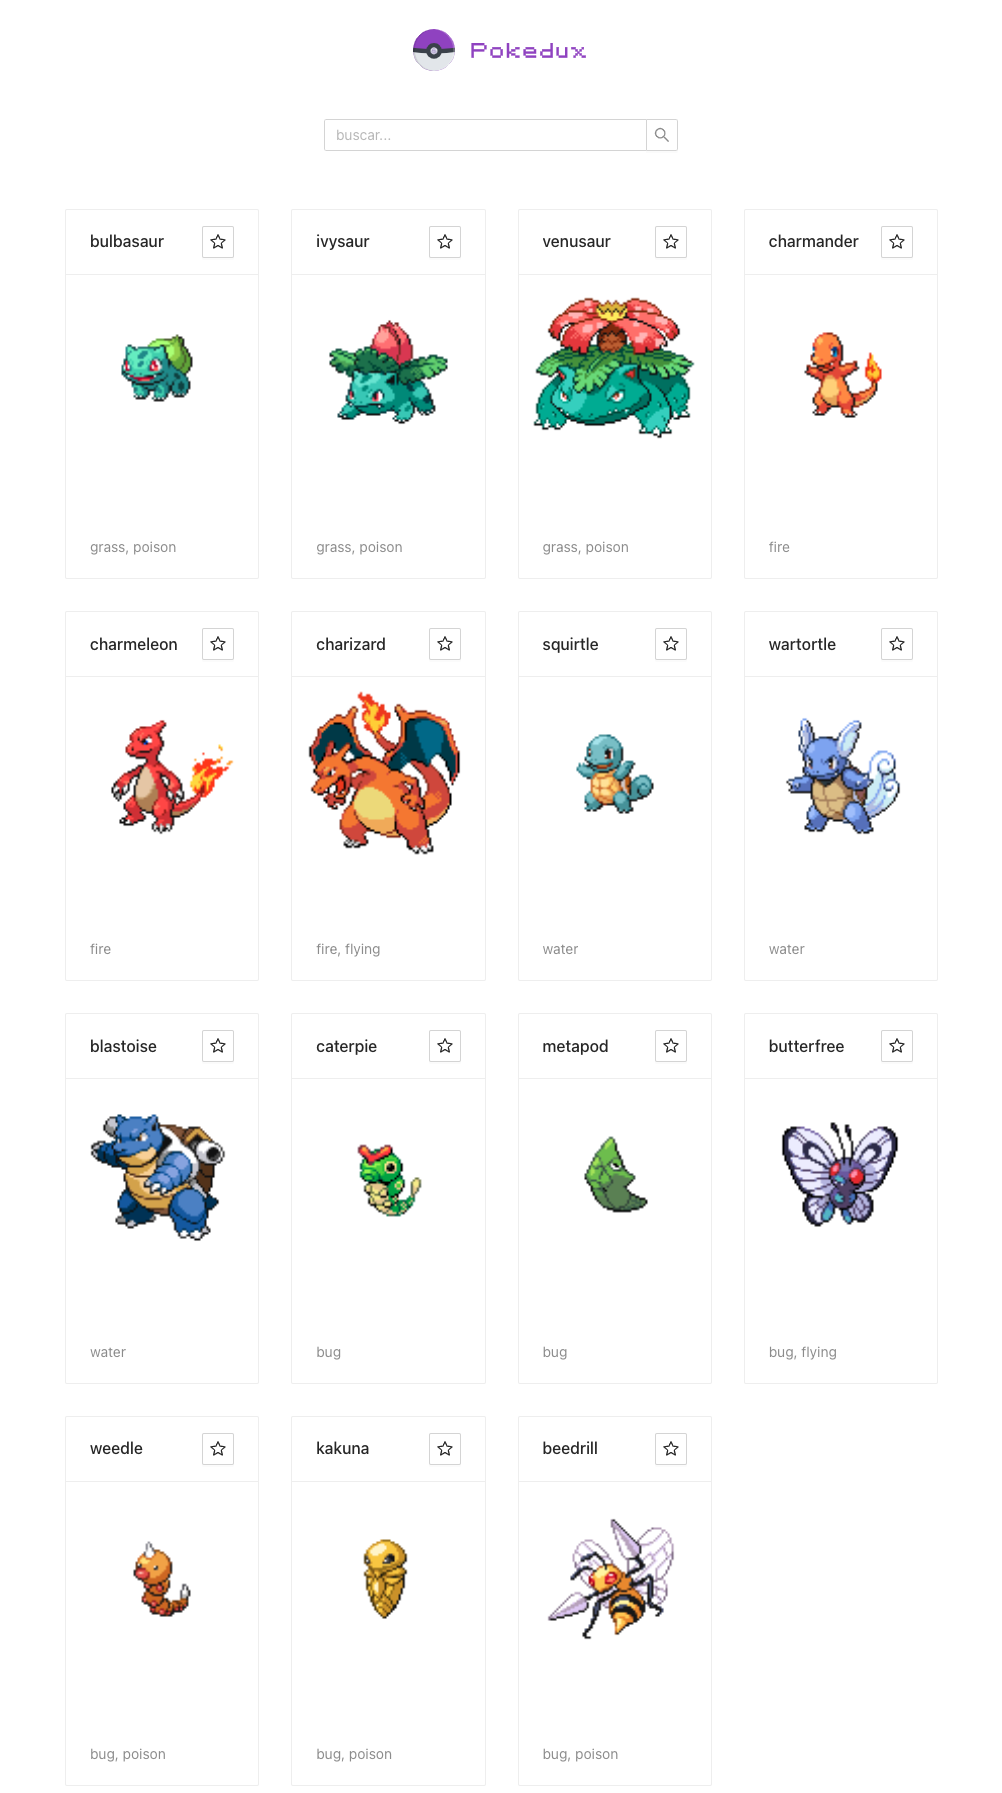 Pokedux
buscar...
bulbasaur
ivysaur
venusaur
charmander
grass, poison
grass, poison
grass, poison
fire
charmeleon
charizard
squirtle
wartortle
fire
fire, flying
water
water
blastoise
caterpie
metapod
butterfree
water
bug
bug
bug, flying
weedle
kakuna
beedrill
bug, poison
bug, poison
bug, poison